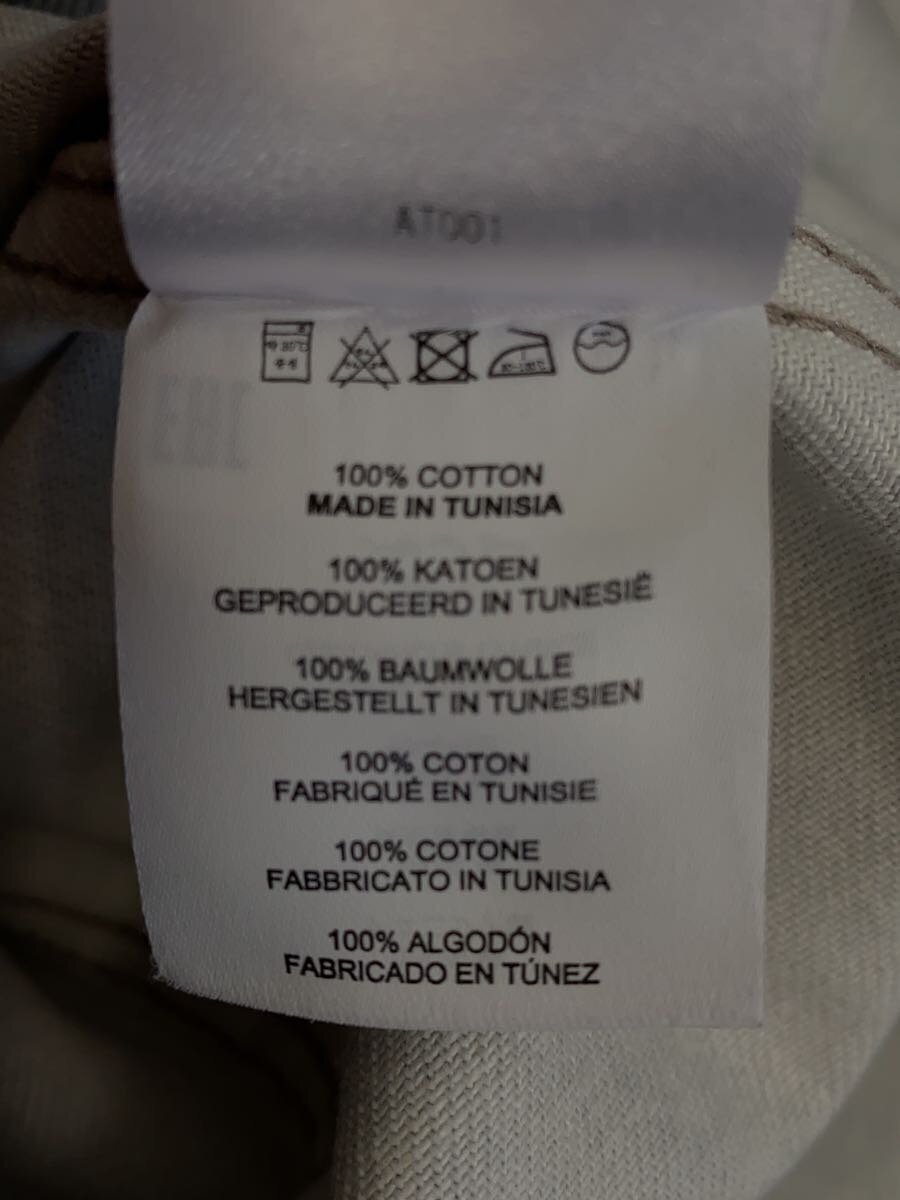 AT001
100% COTTON
MADE IN TUNISIA
100% KATOEN
GEPRODUCEERD IN TUNESIË
100% BAUMWOLLE
HERGESTELLT IN TUNESIEN
100% COTON
FABRIQUÉ EN TUNISIE
100% COTONE
FABBRICATO IN TUNISIA
100% ALGODÓN
FABRICADO EN TÚNEZ